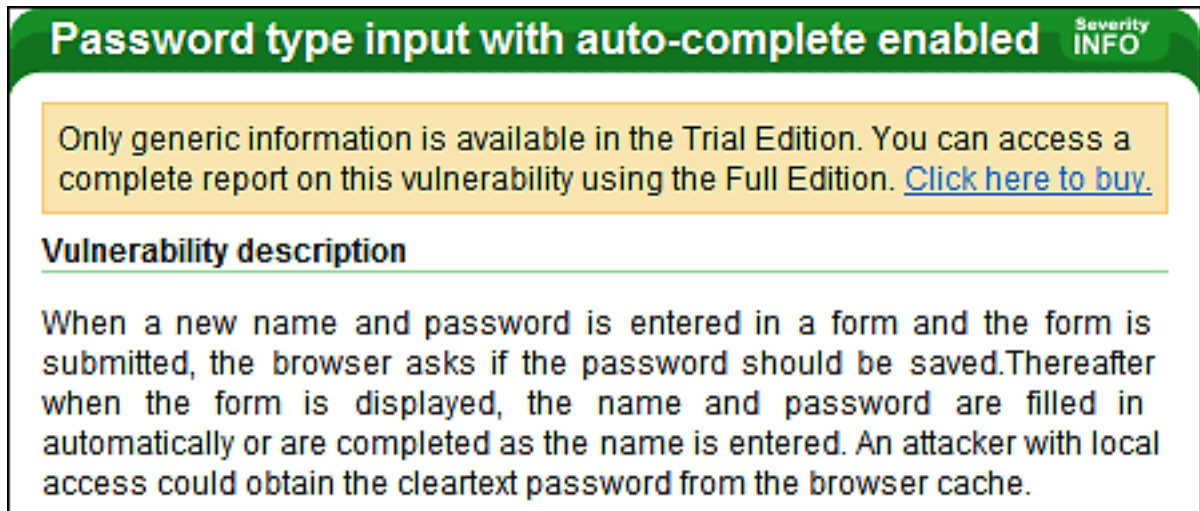 Password type input with auto-complete enabled
Severity
INFO
Only generic information is available in the Trial Edition. You can access a
complete report on this vulnerability using the Full Edition. Click here to buy.
Vulnerability description
When a new name and password is entered in a form and the form is
submitted, the browser asks if the password should be saved.Thereafter
when the form is displayed, the name and password are filled in
automatically or are completed as the name is entered. An attacker with local
access could obtain the cleartext password from the browser cache.